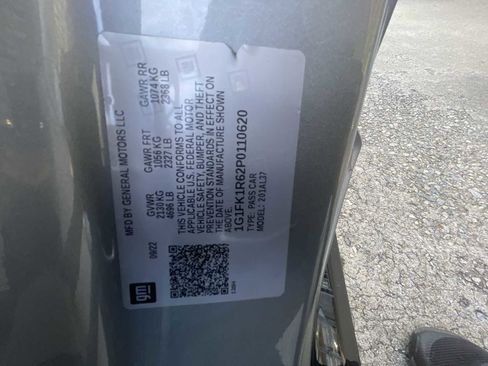 gm
MFD BY GENERAL MOTORS LLC
09/22 GVWR GAWR FRT GAWR RR
2130 KG 1056 KG 1074 KG
4696 LB 2327 LB 2368 LB
THIS VEHICLE CONFORMS TO ALL
APPLICABLE U.S. FEDERAL MOTOR
VEHICLE SAFETY, BUMPER, AND THEFT
PREVENTION STANDARDS IN EFFECT ON
THE DATE OF MANUFACTURE SHOWN
ABOVE.
1G1FK1R62P0110620
TYPE: PASS CAR
MODEL: 201AL37